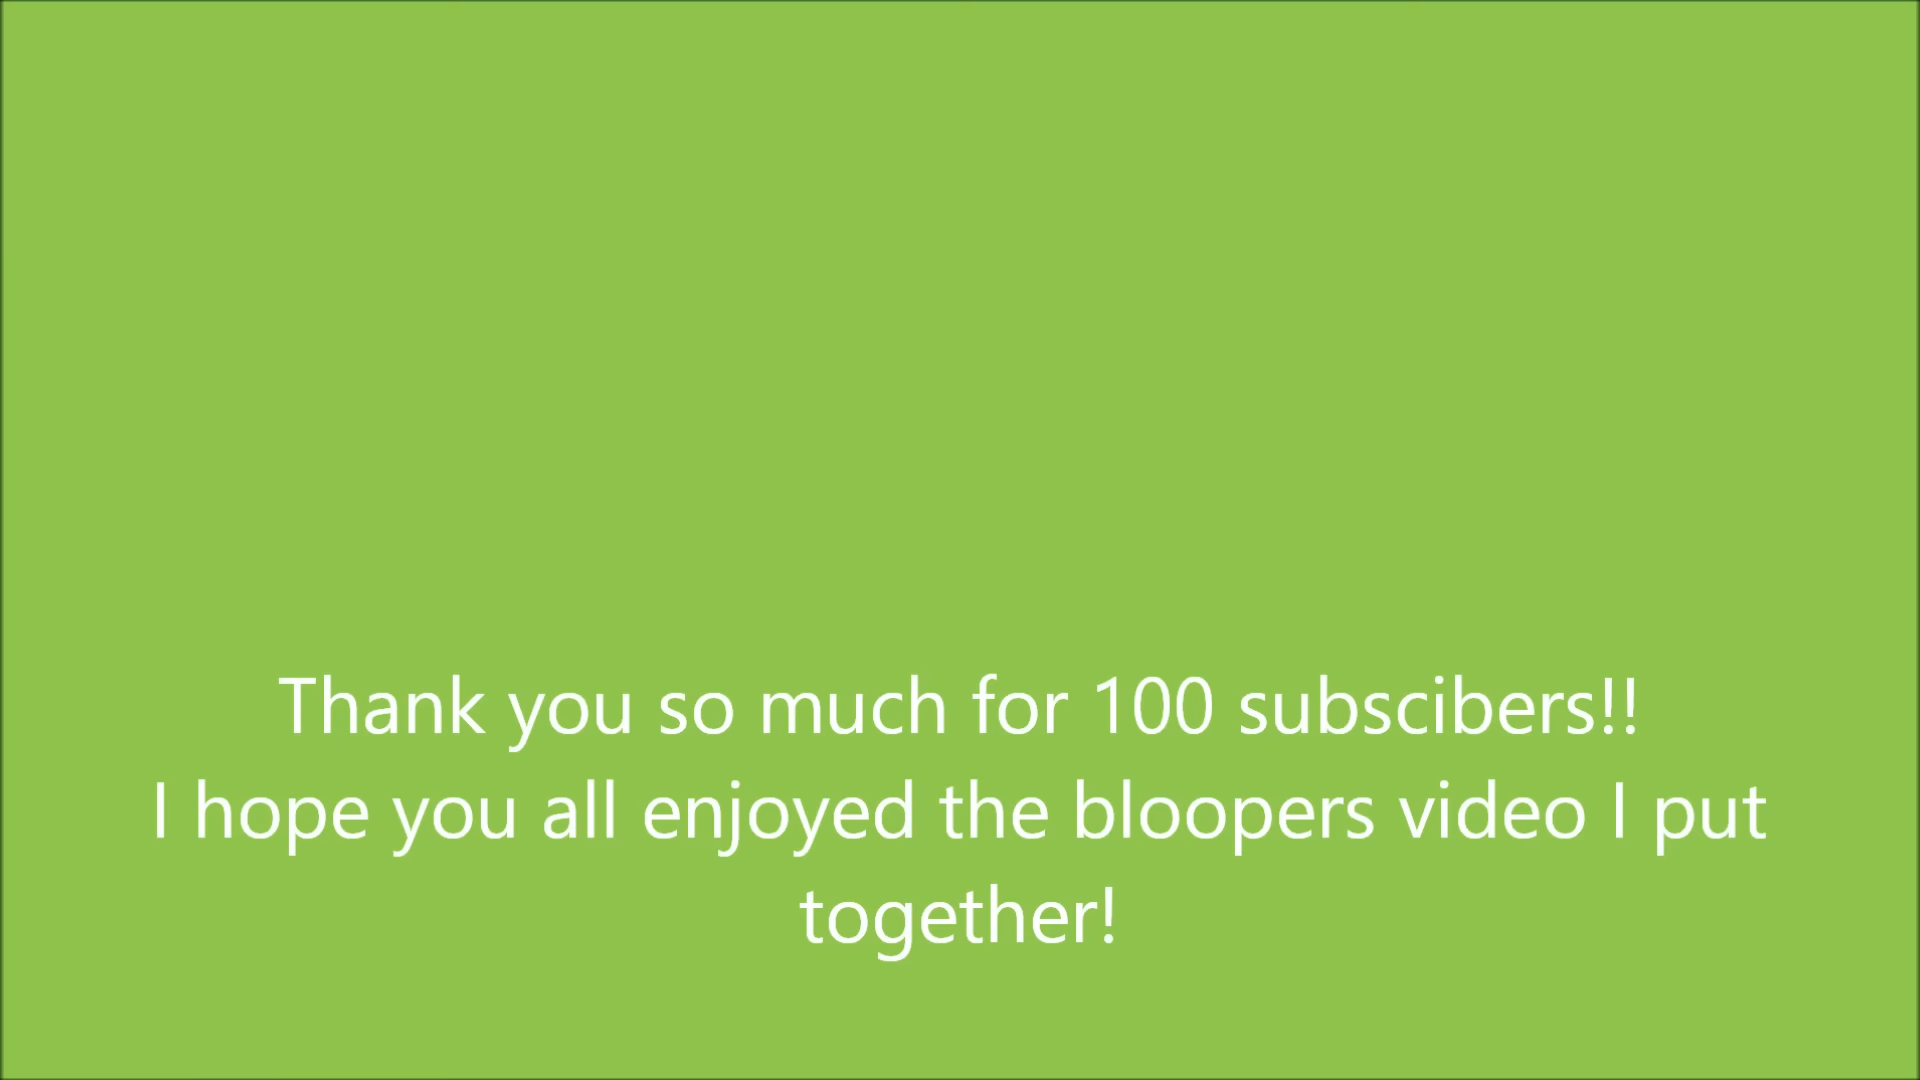 Thank you so much for 100 subscibers!!
I hope you all enjoyed the bloopers video I put
together!